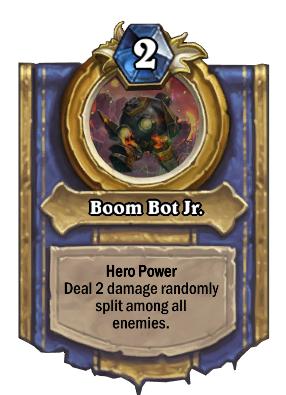 2
Boom Bot Jr.
Hero Power
Deal 2 damage randomly
split among all
enemies.